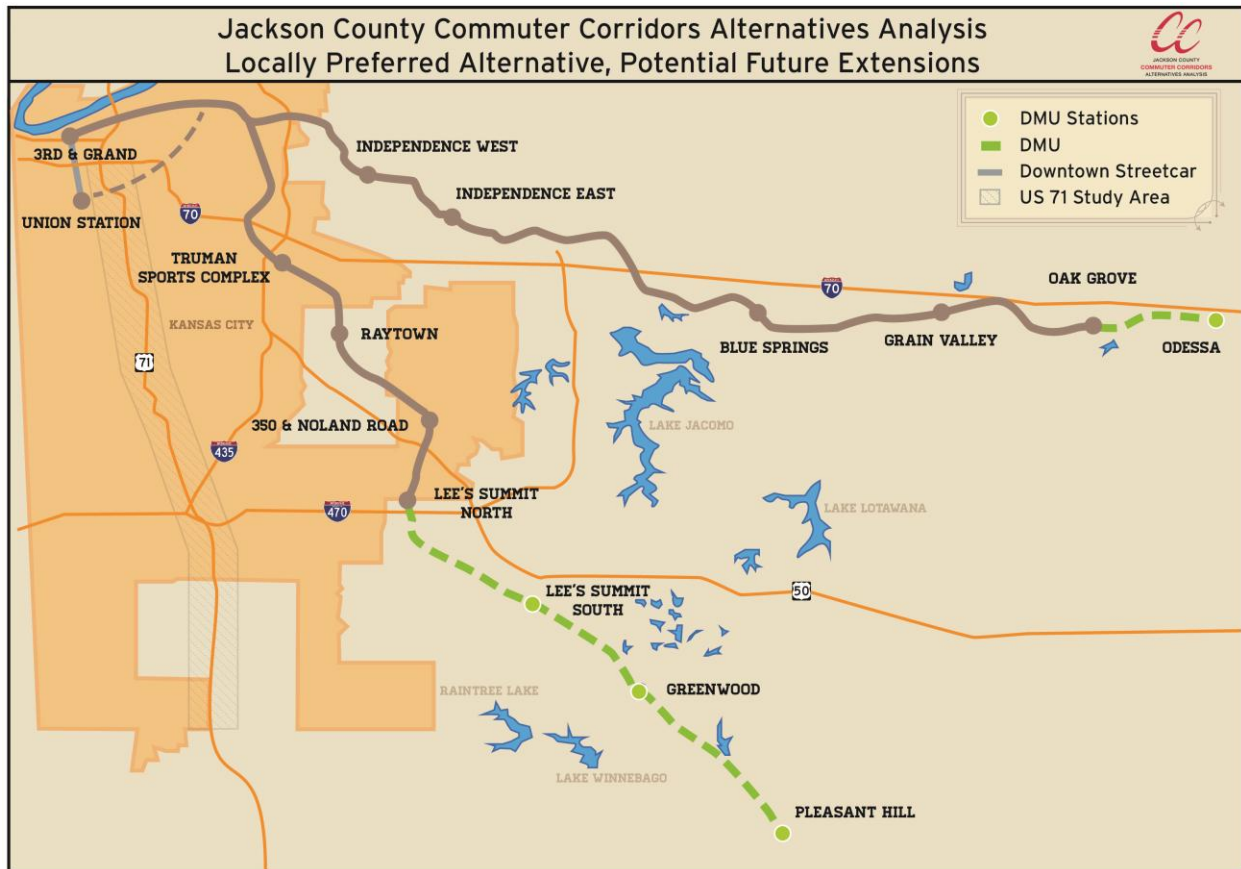 Jackson County Commuter Corridors Alternatives Analysis
Locally Preferred Alternative, Potential Future Extensions
CC
JACKSON COUNTY
COMMUTER CORRIDORS
ALTERNATIVES ANALYSIS
DMU Stations
DMU
Downtown Streetcar
US 71 Study Area
3RD & GRAND
UNION STATION
70
TRUMAN
SPORTS COMPLEX
KANSAS CITY
71
RAYTOWN
350 & NOLAND ROAD
435
470
LEE'S SUMMIT
NORTH
INDEPENDENCE WEST
INDEPENDENCE EAST
70
OAK GROVE
BLUE SPRINGS
GRAIN VALLEY
ODESSA
LAKE JACOMO
LAKE LOTAWANA
50
LEE'S SUMMIT
SOUTH
GREENWOOD
RAINTREE LAKE
LAKE WINNEBAGO
PLEASANT HILL